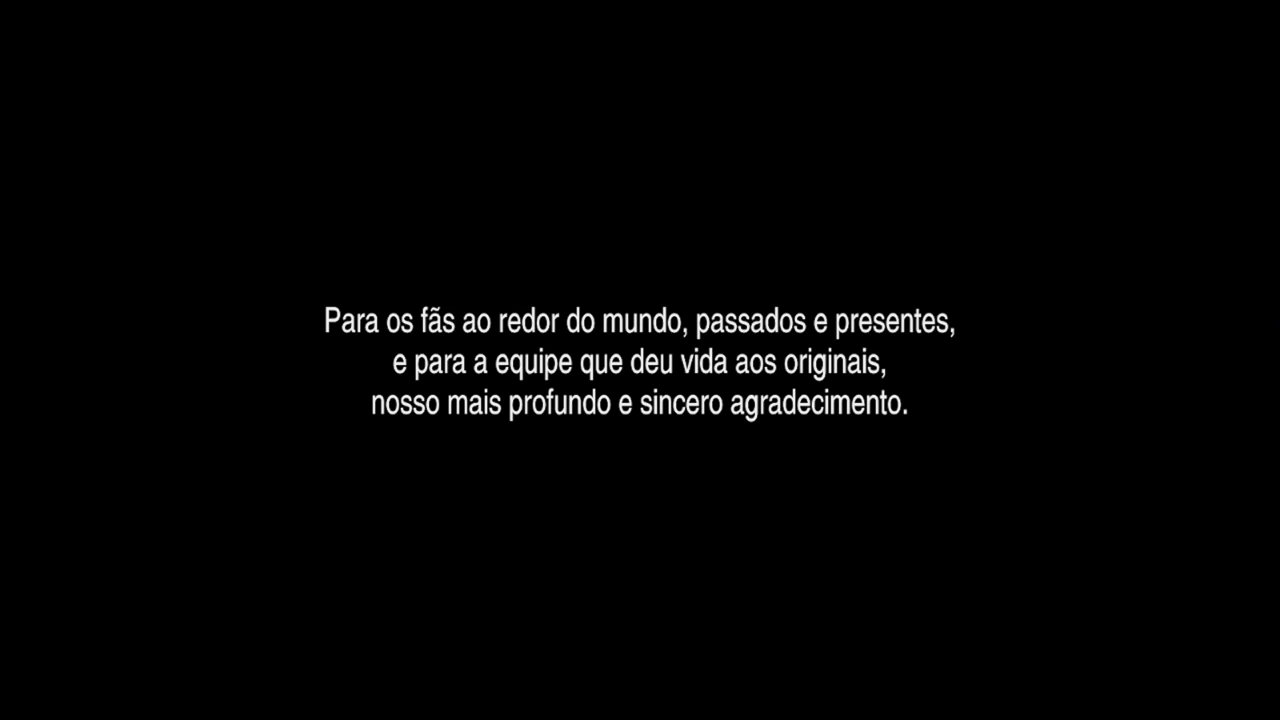 Para os fãs ao redor do mundo, passados e presentes,
e para a equipe que deu vida aos originais,
nosso mais profundo e sincero agradecimento.